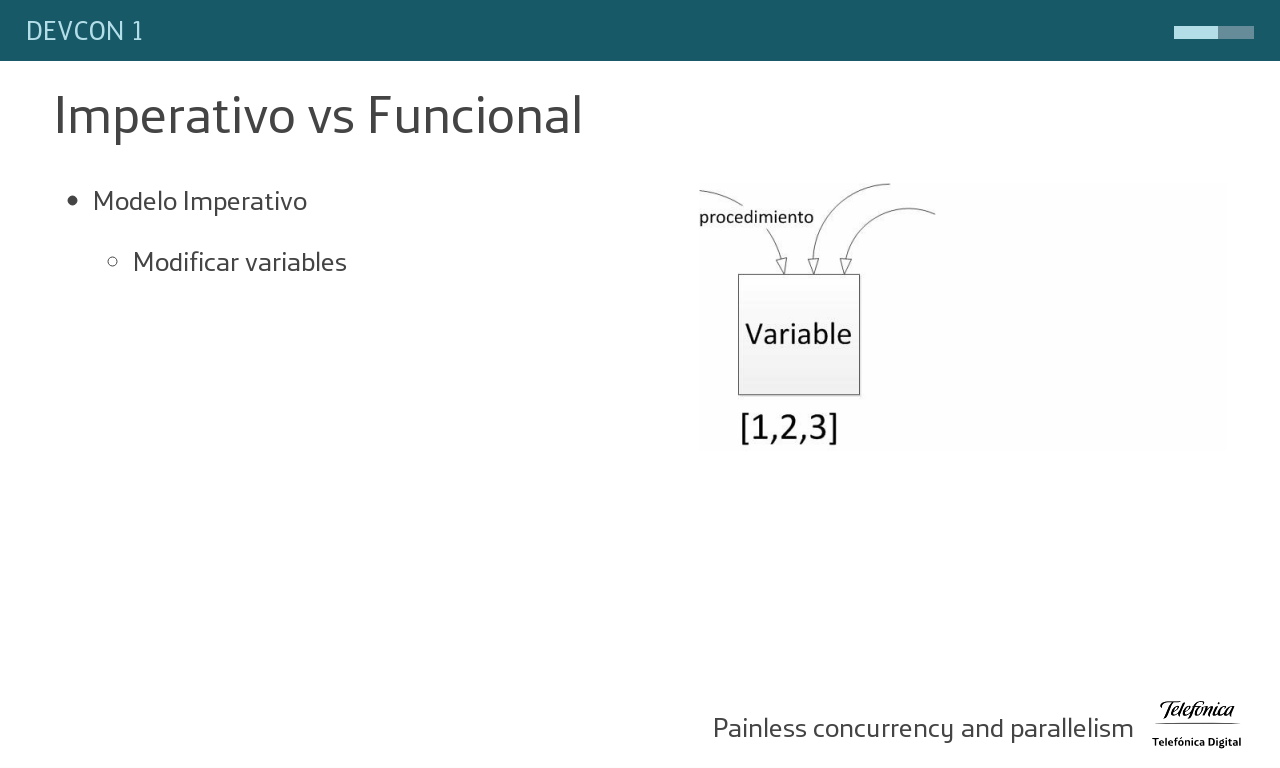 DEVCON 1
Imperativo vs Funcional
Modelo Imperativo
Modificar variables
procedimiento
Variable
[1,2,3]
Painless concurrency and parallelism
Telefónica
Telefónica Digital